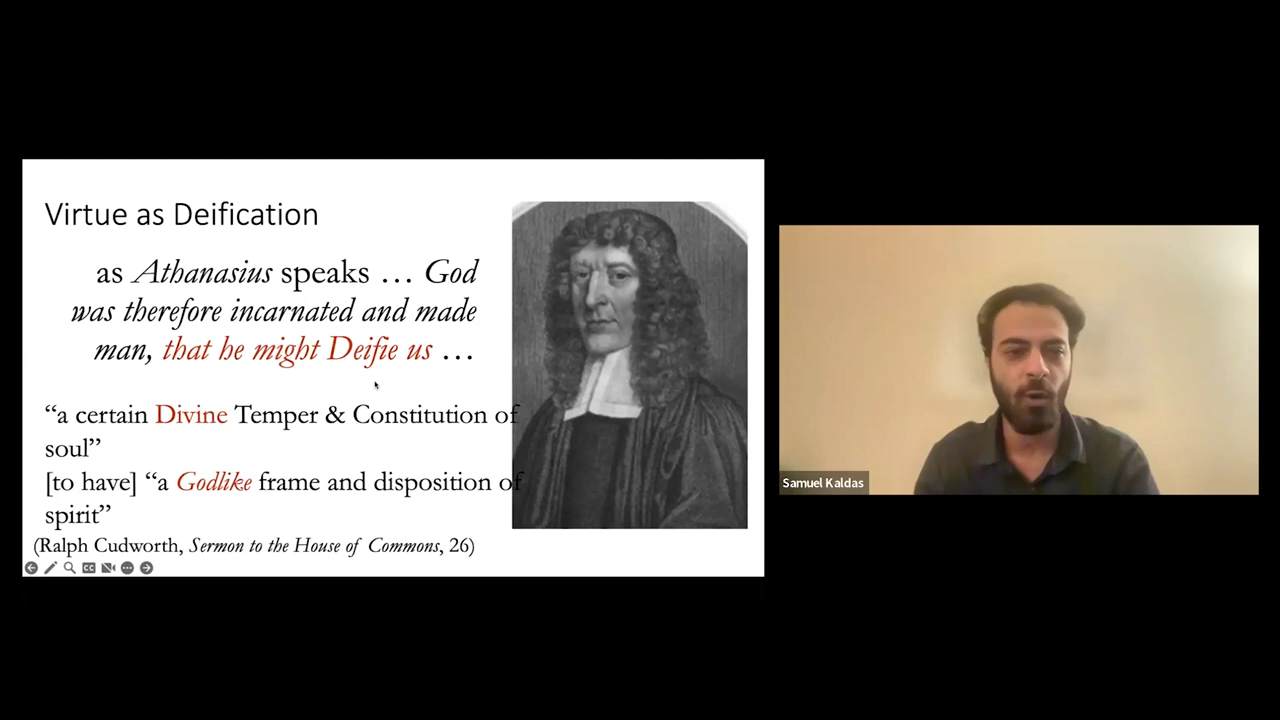 Virtue as Deification
as Athanasius speaks … God
was therefore incarnated and made
man, that he might Deifie us …
“a certain Divine Temper & Constitution of
soul”
[to have] “a Godlike frame and disposition of
spirit”
(Ralph Cudworth, Sermon to the House of Commons, 26)
CC
Samuel Kaldas